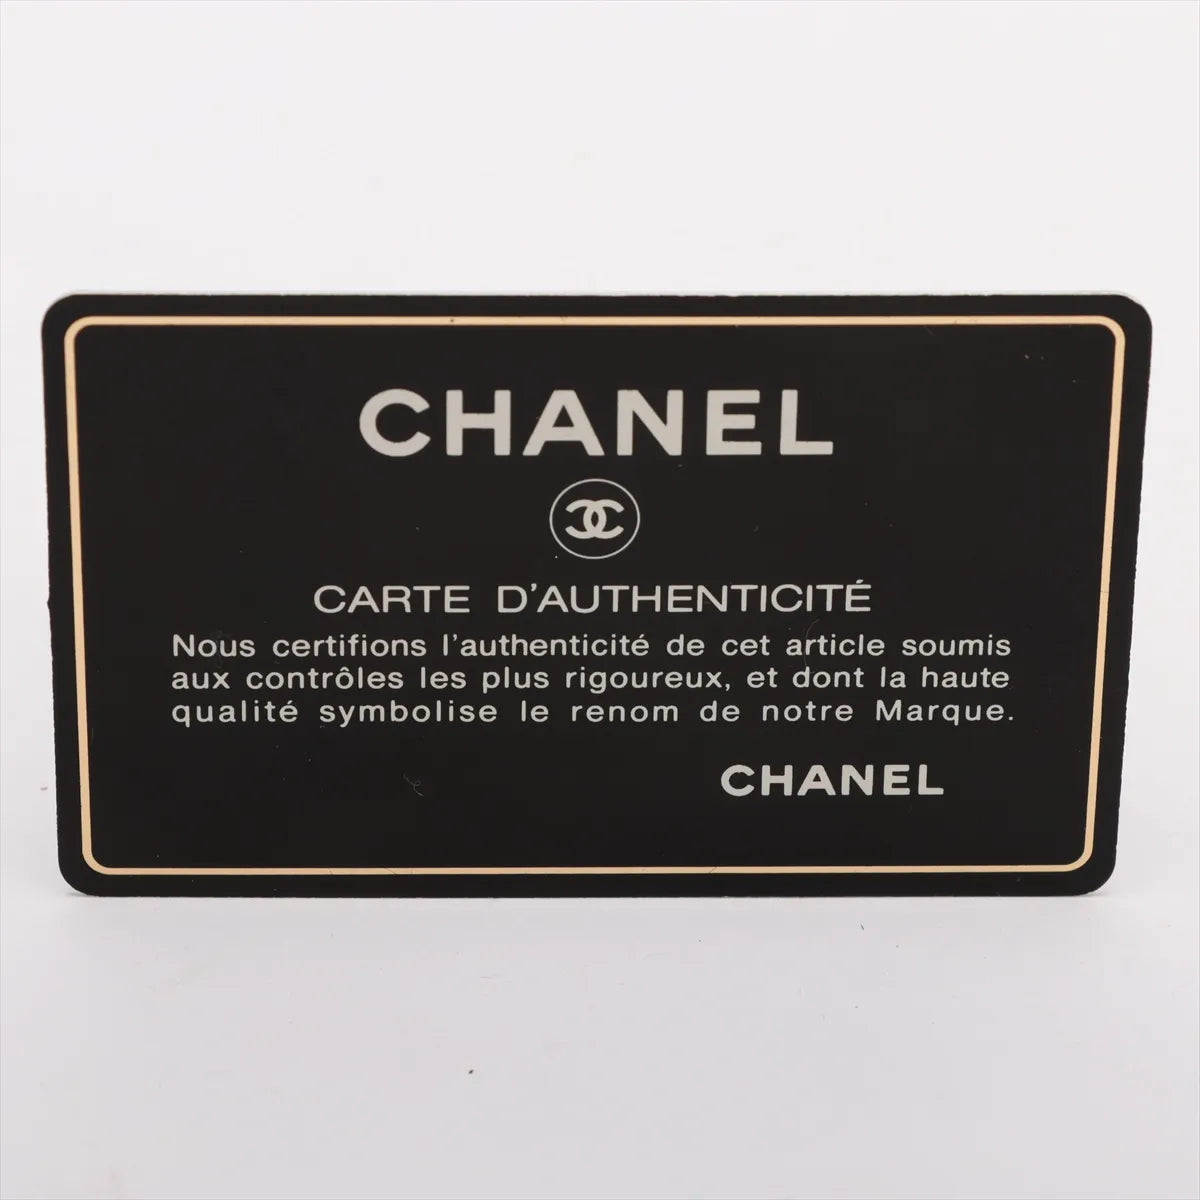 CHANEL
CARTE D'AUTHENTICITÉ
Nous certifions l'authenticité de cet article soumis
aux contrôles les plus rigoureux, et dont la haute
qualité symbolise le renom de notre Marque.
CHANEL